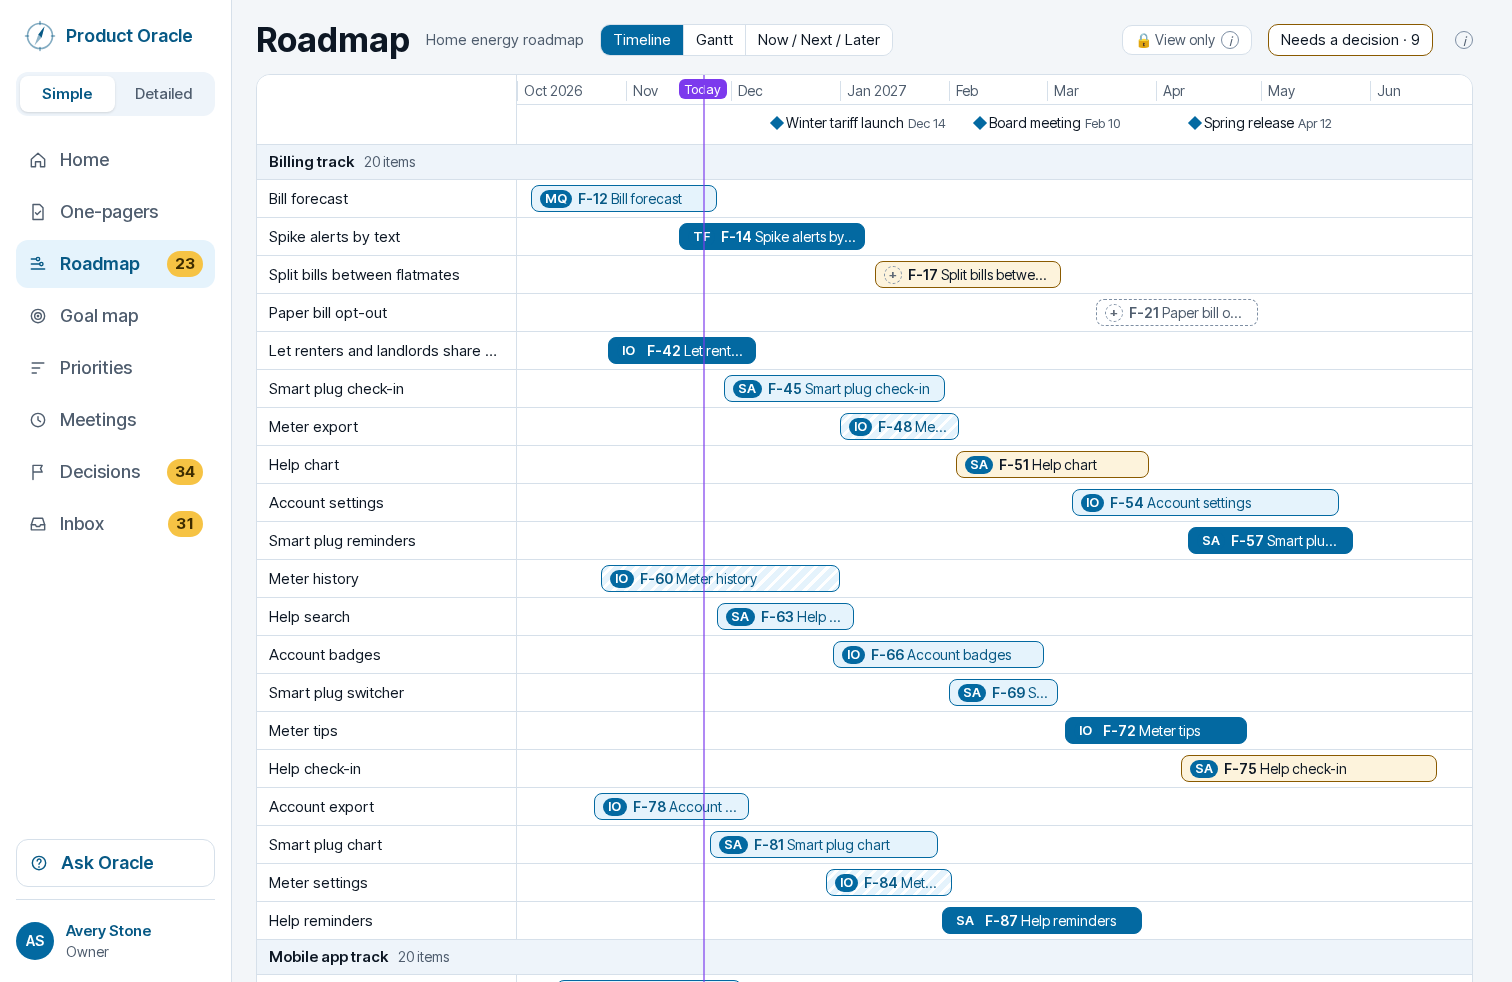 Product Oracle
Simple
Detailed
Home
One-pagers
Roadmap 23
Goal map
Priorities
Meetings
Decisions 34
Inbox 31
Ask Oracle
AS
Avery Stone
Owner
Roadmap
Home energy roadmap
Timeline
Gantt
Now / Next / Later
View only
Needs a decision · 9
Oct 2026
Nov
Today
Dec
Jan 2027
Feb
Mar
Apr
May
Jun
Winter tariff launch Dec 14
Board meeting Feb 10
Spring release Apr 12
Billing track 20 items
Bill forecast
MQ F-12 Bill forecast
Spike alerts by text
TF F-14 Spike alerts by...
Split bills between flatmates
+ F-17 Split bills betwe...
Paper bill opt-out
+ F-21 Paper bill o...
Let renters and landlords share ...
IO F-42 Let rent...
Smart plug check-in
SA F-45 Smart plug check-in
Meter export
IO F-48 Me...
Help chart
SA F-51 Help chart
Account settings
IO F-54 Account settings
Smart plug reminders
SA F-57 Smart plu...
Meter history
IO F-60 Meter history
Help search
SA F-63 Help ...
Account badges
IO F-66 Account badges
Smart plug switcher
SA F-69 S...
Meter tips
IO F-72 Meter tips
Help check-in
SA F-75 Help check-in
Account export
IO F-78 Account ...
Smart plug chart
SA F-81 Smart plug chart
Meter settings
IO F-84 Met...
Help reminders
SA F-87 Help reminders
Mobile app track 20 items